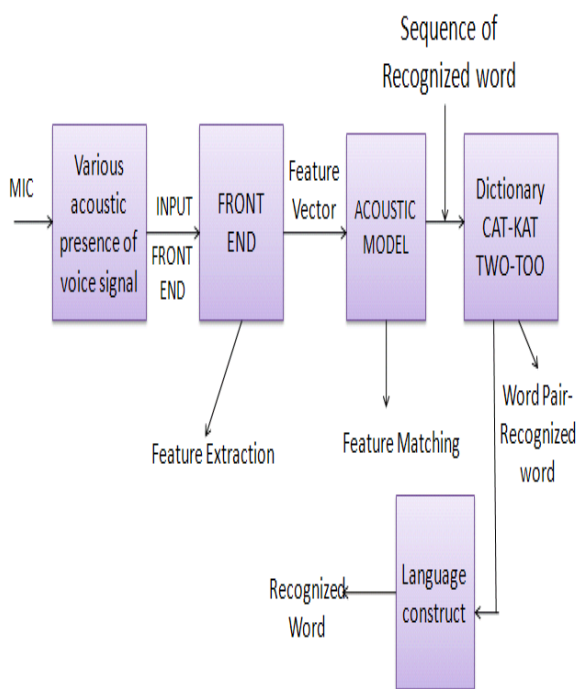 Sequence of
Recognized word
MIC
Various
acoustic
presence of
voice signal
INPUT
FRONT
END
FRONT
END
Feature
Vector
ACOUSTIC
MODEL
Dictionary
CAT-KAT
TWO-TOO
Feature Extraction
Feature Matching
Word Pair-
Recognized
word
Language
construct
Recognized
Word